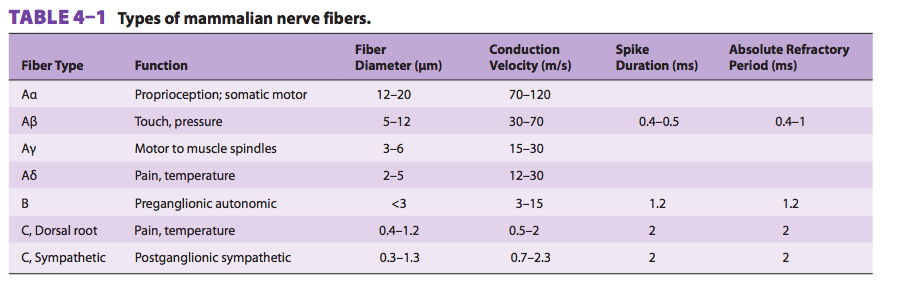 TABLE 4–1 Types of mammalian nerve fibers.
Fiber Type Function Fiber Diameter (μm) Conduction Velocity (m/s) Spike Duration (ms) Absolute Refractory Period (ms)
Aα Proprioception; somatic motor 12–20 70–120
Aβ Touch, pressure 5–12 30–70 0.4–0.5 0.4–1
Aγ Motor to muscle spindles 3–6 15–30
Aδ Pain, temperature 2–5 12–30
B Preganglionic autonomic <3 3–15 1.2 1.2
C, Dorsal root Pain, temperature 0.4–1.2 0.5–2 2 2
C, Sympathetic Postganglionic sympathetic 0.3–1.3 0.7–2.3 2 2